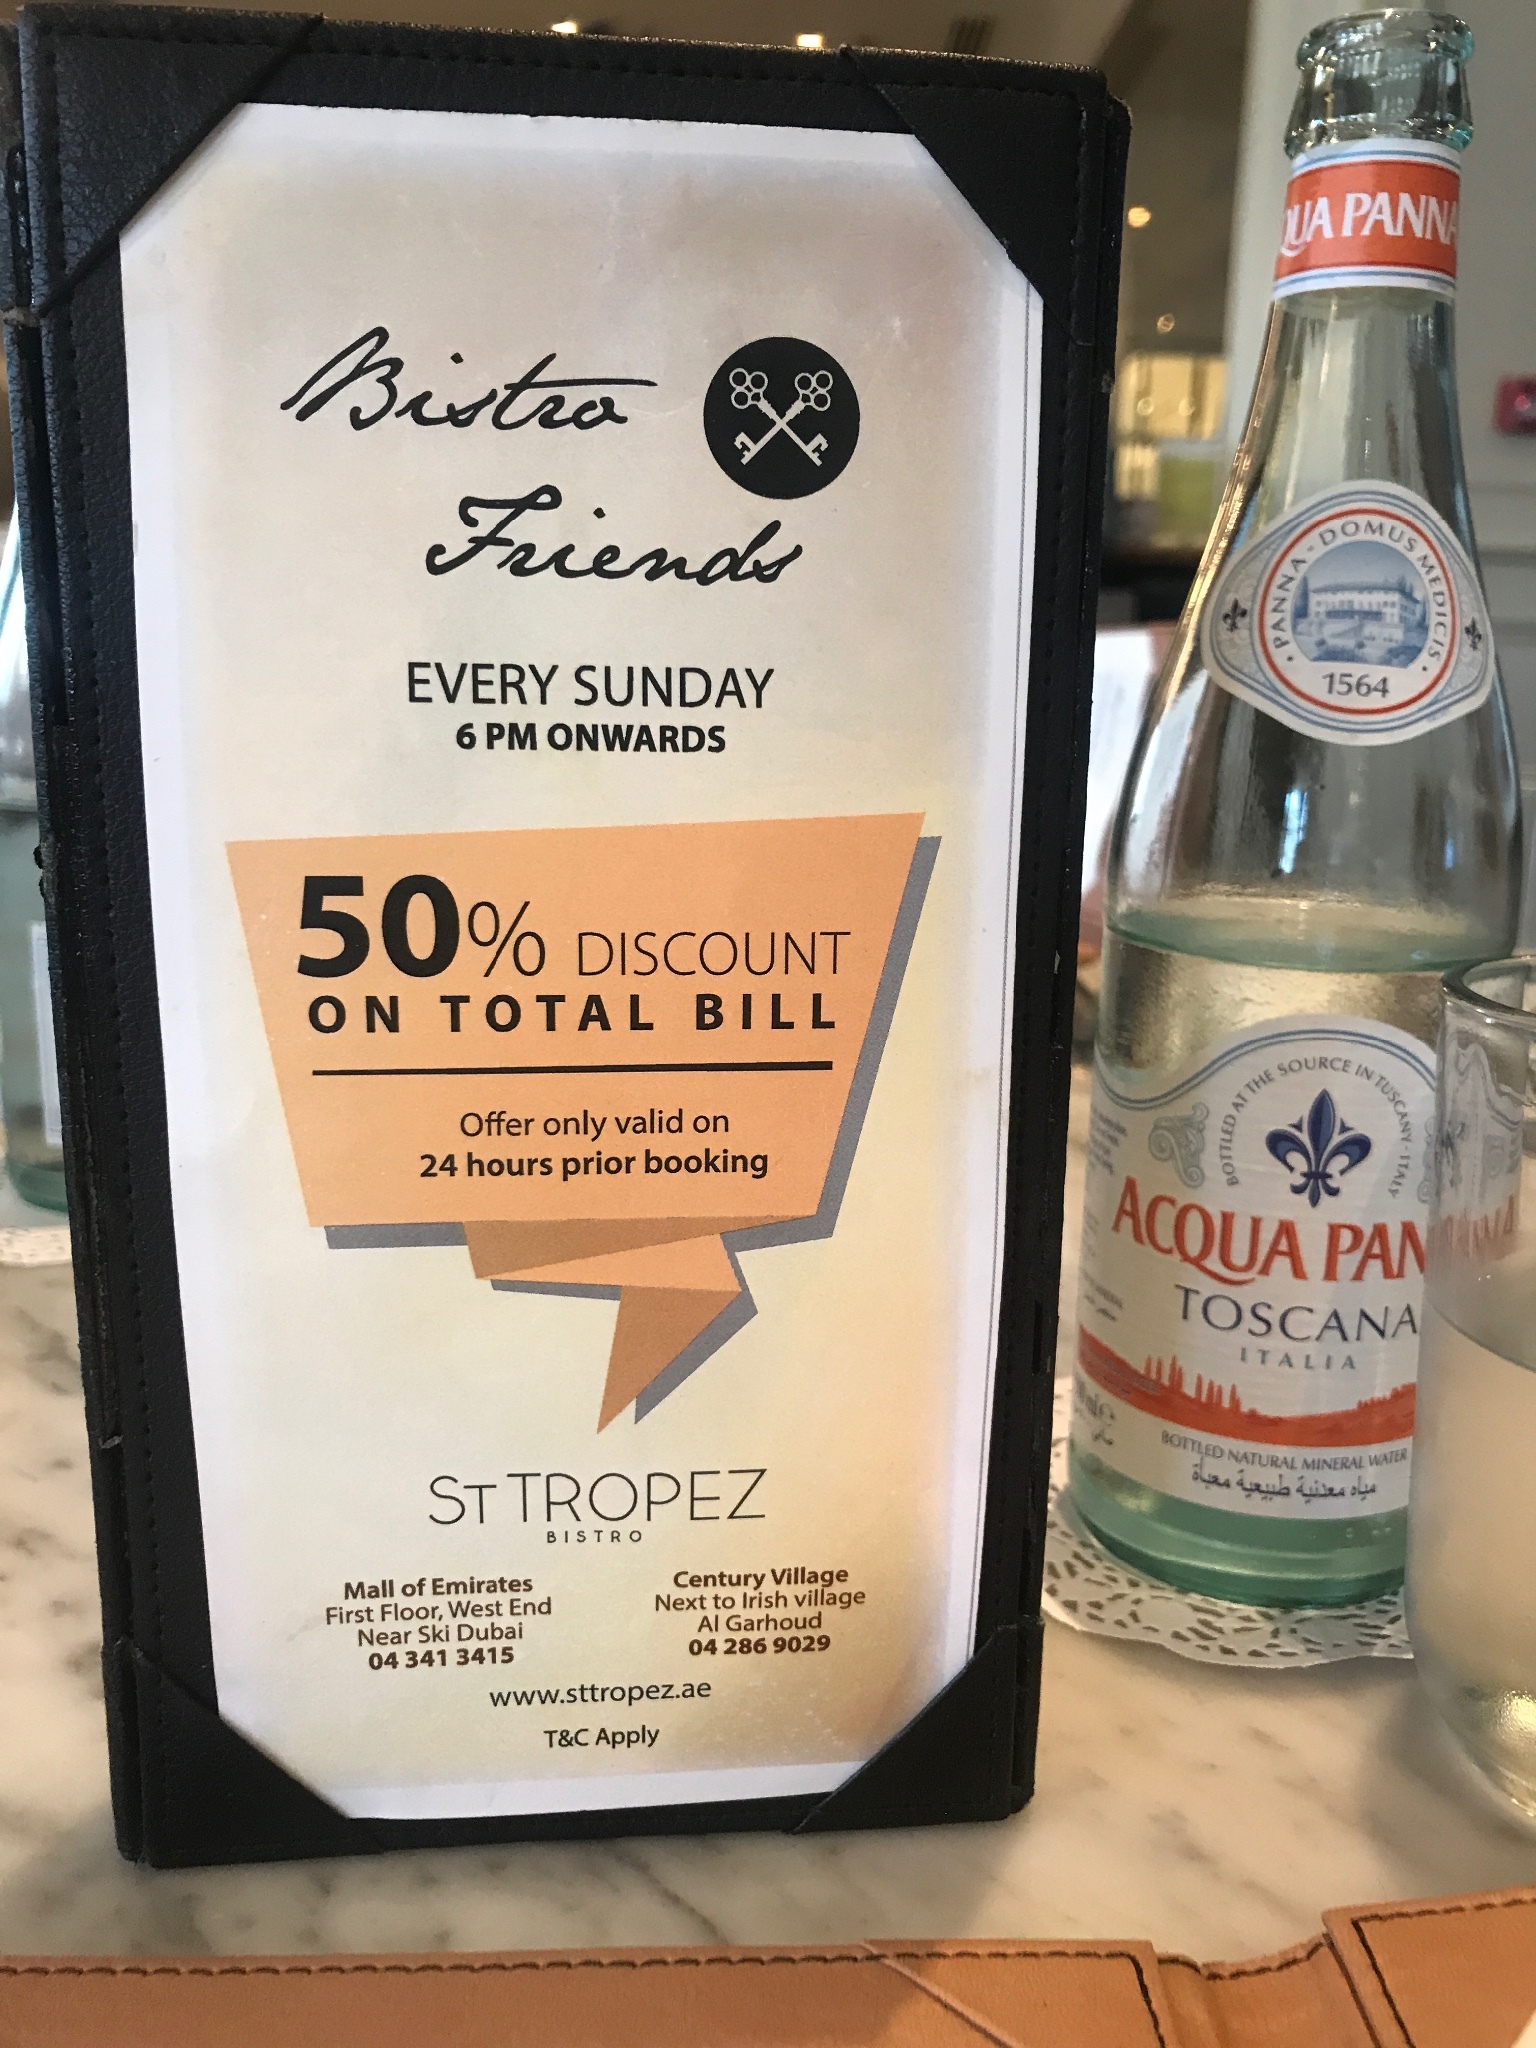 Bistro
Friends
EVERY SUNDAY
6 PM ONWARDS
50% DISCOUNT
ON TOTAL BILL
Offer only valid on
24 hours prior booking
ST TROPEZ
BISTRO
Mall of Emirates
First Floor, West End
Near Ski Dubai
04 341 3415
Century Village
Next to Irish village
Al Garhoud
04 286 9029
www.sttropez.ae
T&C Apply
QUA PANNA
PANNA - DOMUS MEDICIS
1564
BOTTLED AT THE SOURCE IN TUSCANY - ITALY
ACQUA PAN
TOSCANA
ITALIA
BOTTLED NATURAL MINERAL WATER
مياه معدنية طبيعية معبأة